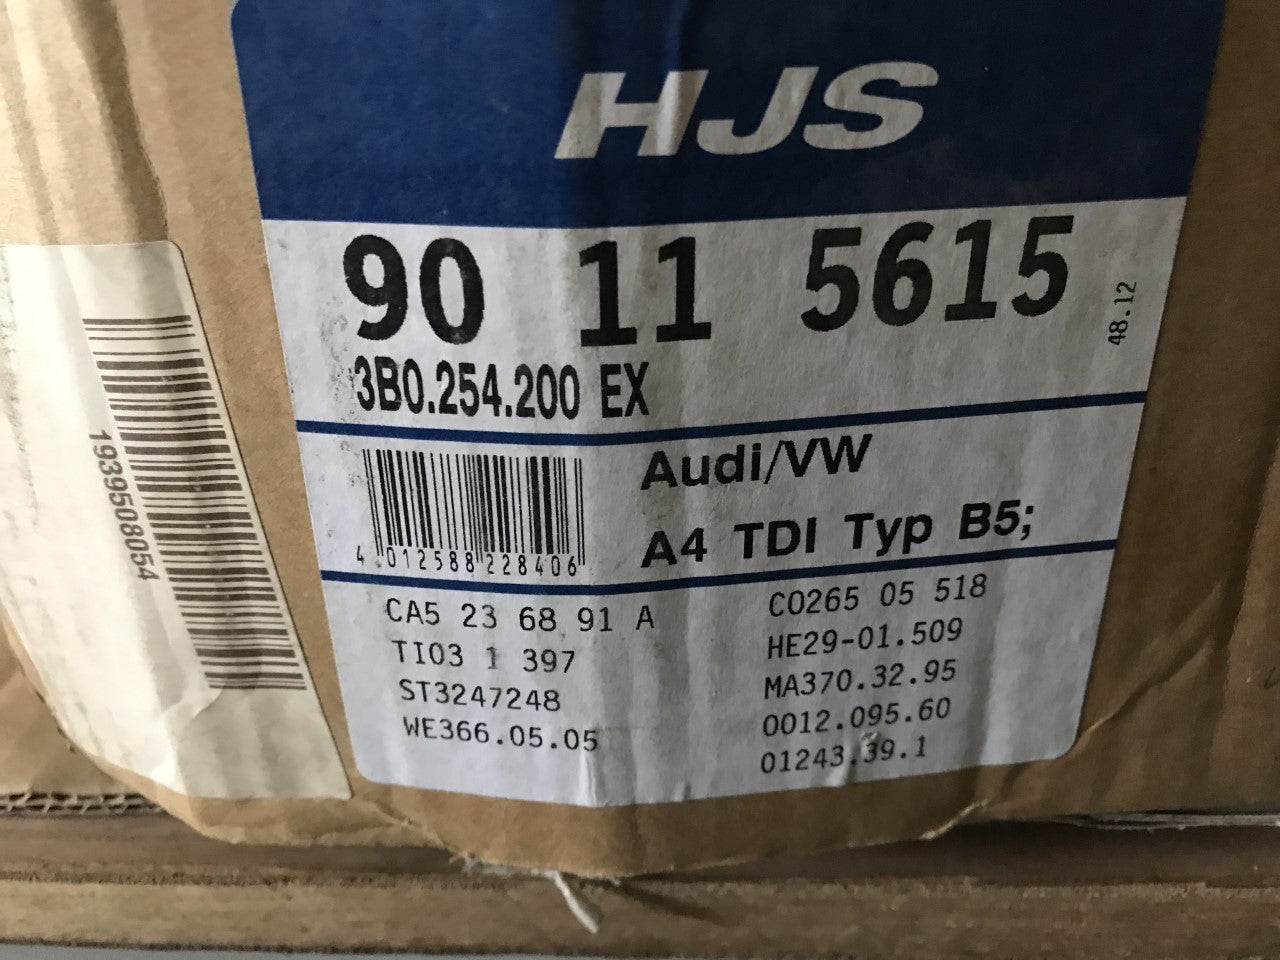 HJS
90 11 5615
48.12
3B0.254.200 EX
Audi/VW
A4 TDI Typ B5;
4 012588 228406
CA5 23 68 91 A
TI03 1 397
ST3247248
WE366.05.05
CO265 05 518
HE29-01.509
MA370.32.95
0012.095.60
01243.39.1
1939508054